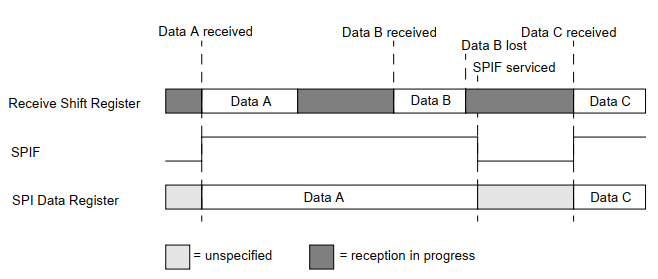 Data A received
Data B received
Data C received
Data B lost
SPIF serviced
Receive Shift Register
Data A
Data B
Data C
SPIF
SPI Data Register
Data A
Data C
= unspecified
= reception in progress